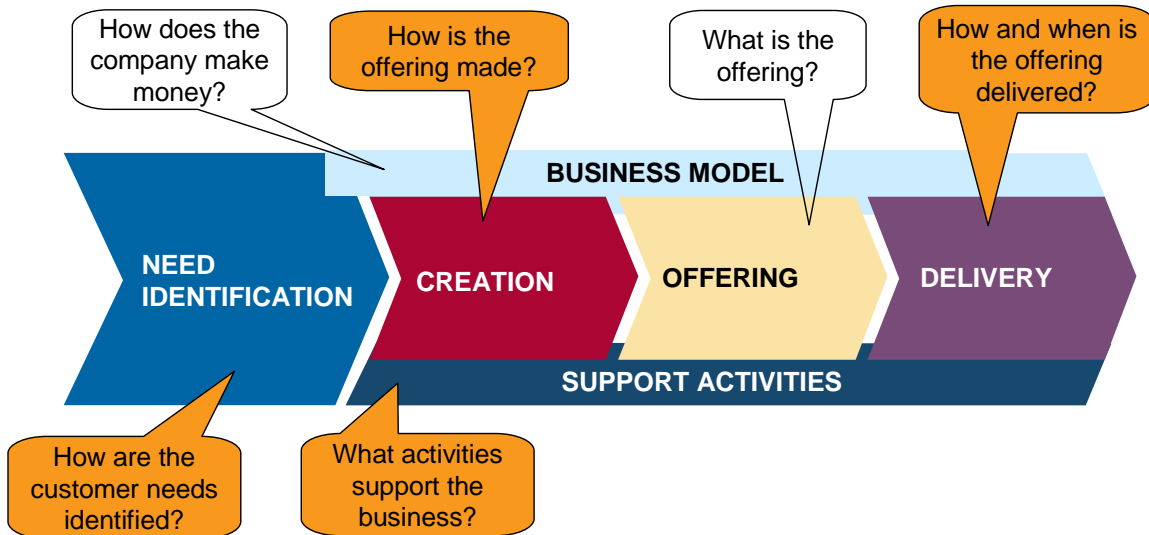 How does the
company make
money?
How is the
offering made?
What is the
offering?
How and when is
the offering
delivered?
BUSINESS MODEL
NEED
IDENTIFICATION
CREATION
OFFERING
DELIVERY
SUPPORT ACTIVITIES
How are the
customer needs
identified?
What activities
support the
business?